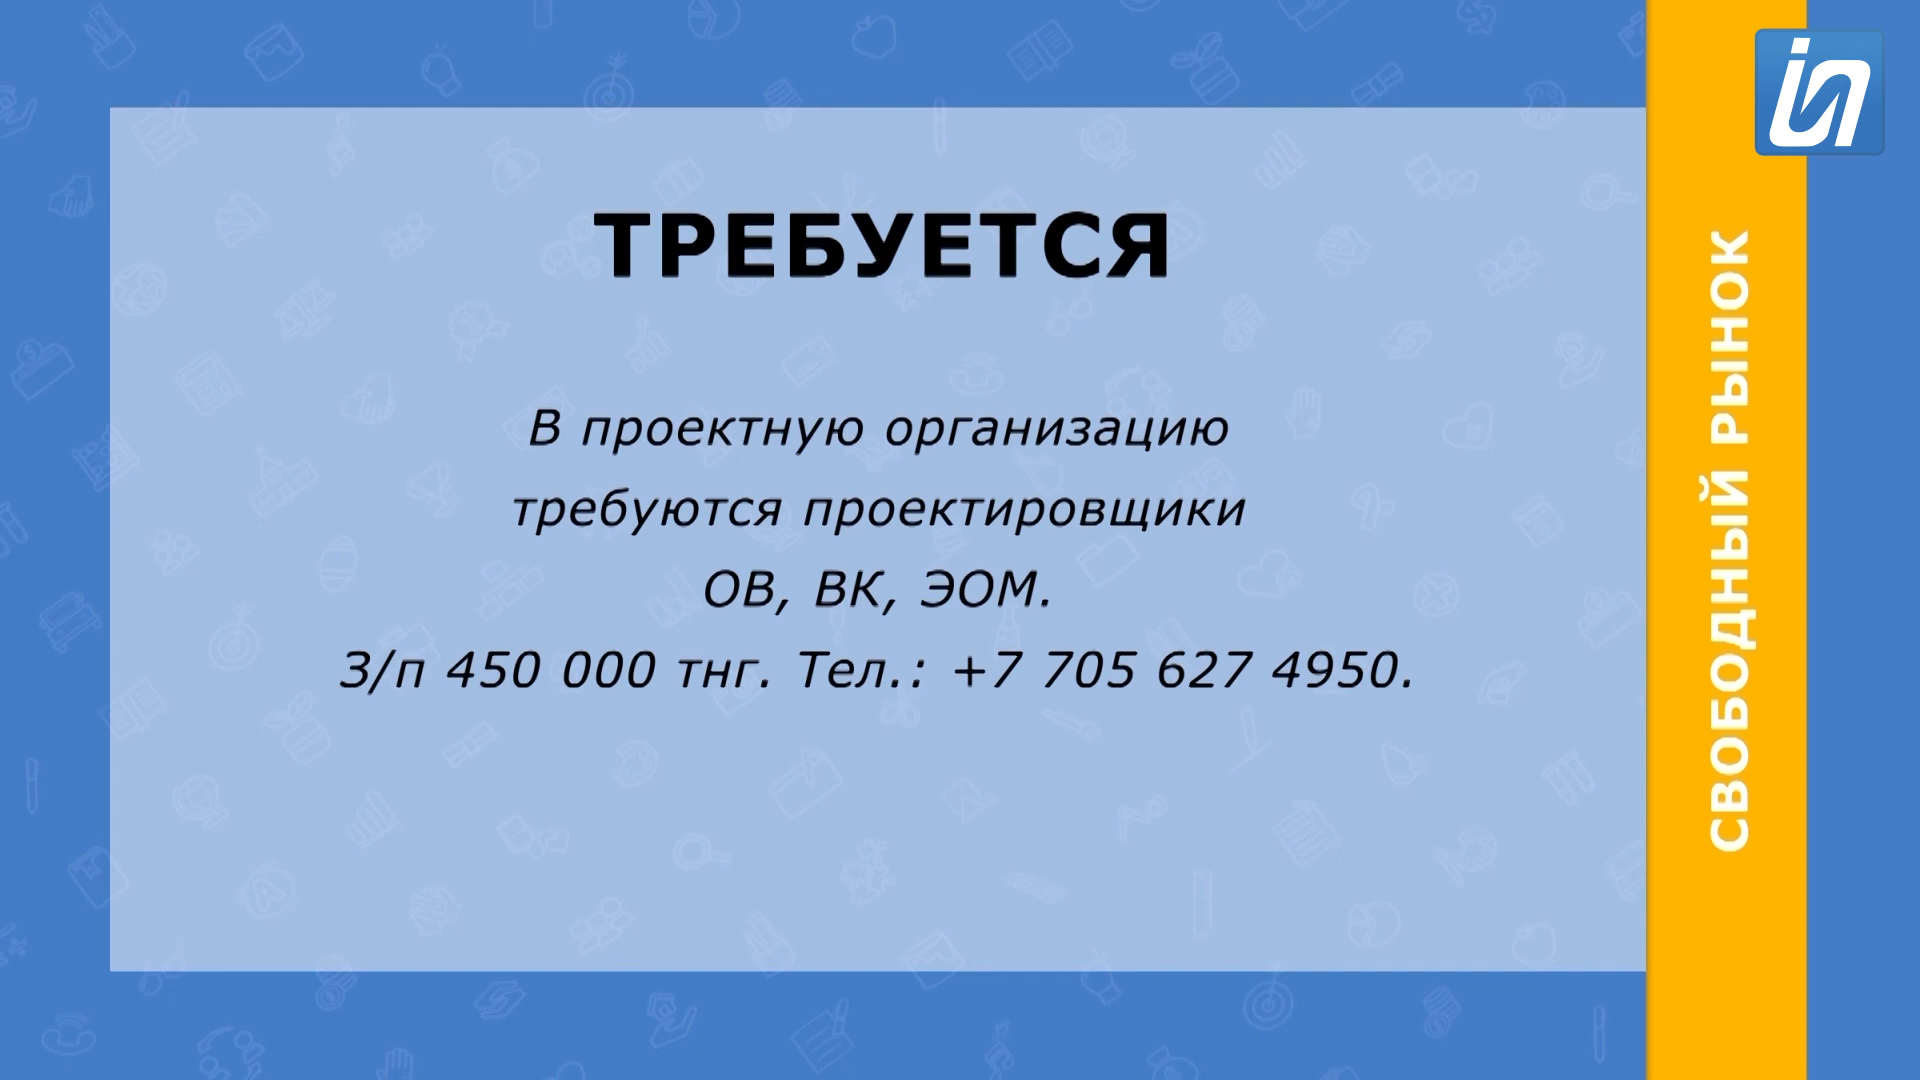 ТРЕБУЕТСЯ
В проектную организацию
требуются проектировщики
ОВ, ВК, ЭОМ.
З/п 450 000 тнг. Тел.: +7 705 627 4950.
СВОБОДНЫЙ РЫНОК